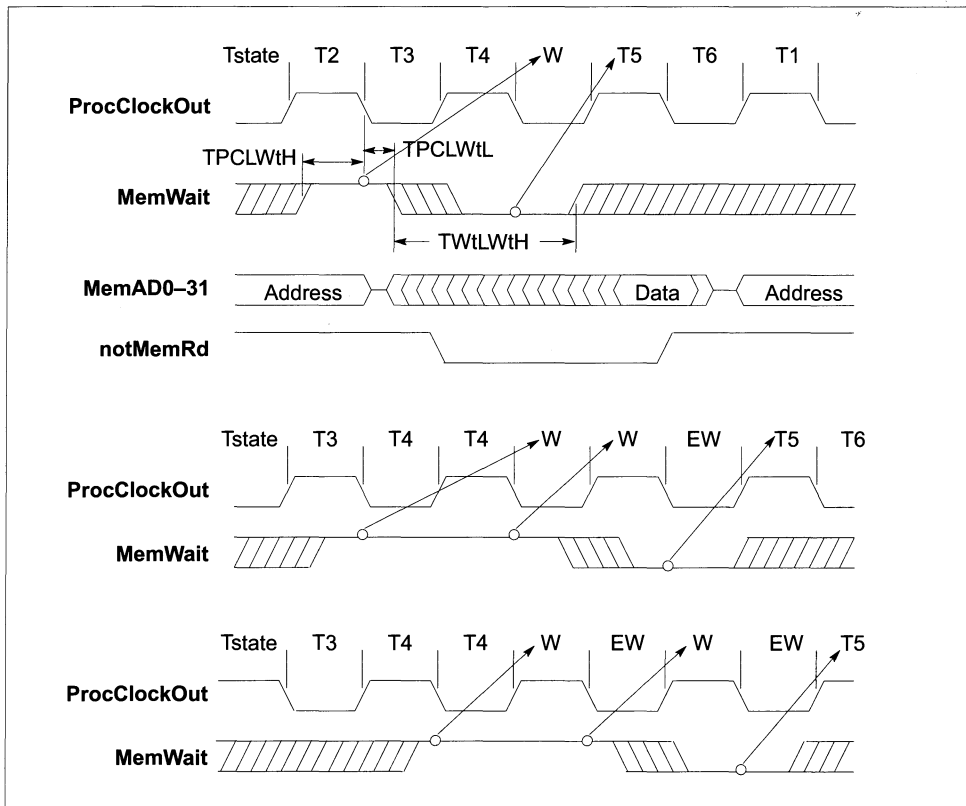 Tstate T2 T3 T4 W T5 T6 T1
ProcClockOut
TPCLWtH TPCLWtL
MemWait
TWtLWtH
MemAD0–31 Address Data Address
notMemRd
Tstate T3 T4 T4 W W EW T5 T6
ProcClockOut
MemWait
Tstate T3 T4 T4 W EW W EW T5
ProcClockOut
MemWait